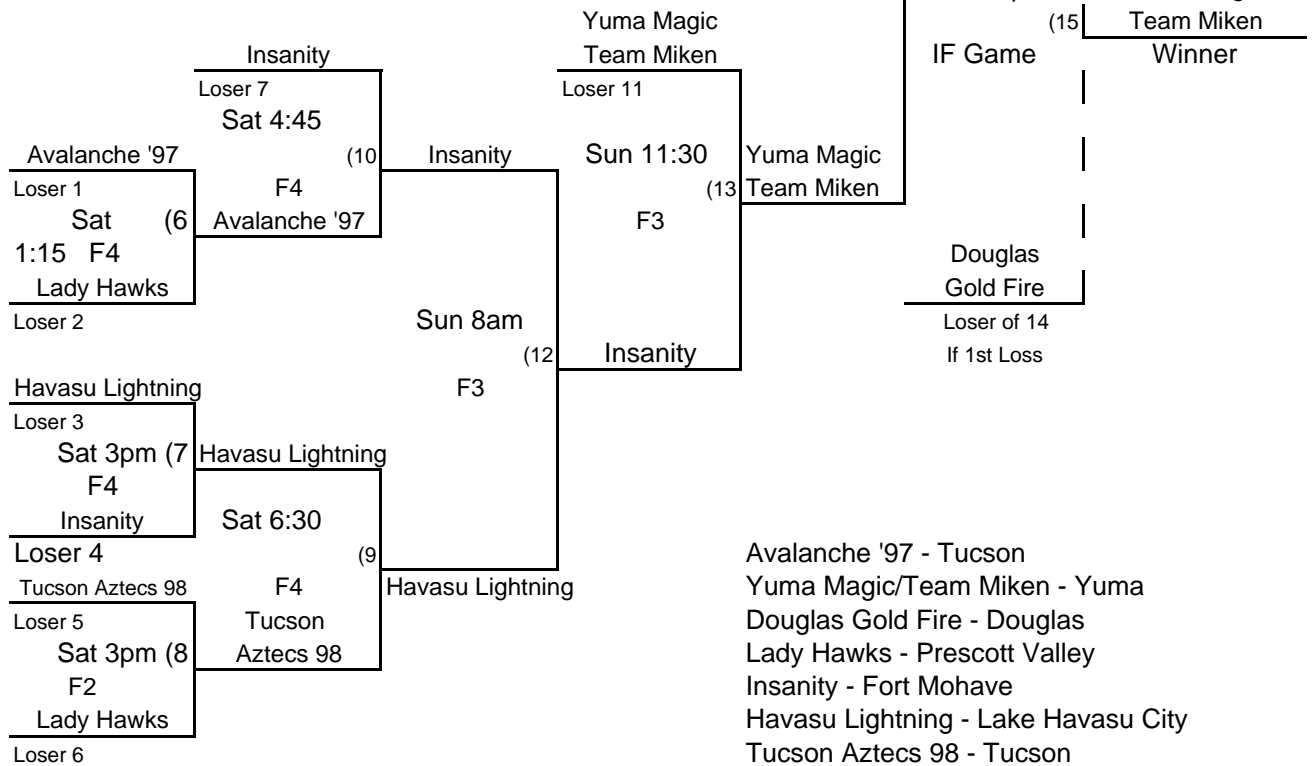 Yuma Magic
Team Miken
(15
Team Miken
Insanity
IF Game
Winner
Loser 7
Loser 11
Sat 4:45
Avalanche '97
(10
Insanity
Sun 11:30
Yuma Magic
Loser 1
F4
(13
Team Miken
Sat (6
Avalanche '97
F3
1:15 F4
Douglas
Lady Hawks
Gold Fire
Loser 2
Sun 8am
Loser of 14
(12
Insanity
If 1st Loss
Havasu Lightning
F3
Loser 3
Sat 3pm (7
Havasu Lightning
F4
Insanity
Sat 6:30
Loser 4
(9
Avalanche '97 - Tucson
Tucson Aztecs 98
F4
Havasu Lightning
Yuma Magic/Team Miken - Yuma
Loser 5
Tucson
Douglas Gold Fire - Douglas
Sat 3pm (8
Aztecs 98
Lady Hawks - Prescott Valley
F2
Insanity - Fort Mohave
Lady Hawks
Havasu Lightning - Lake Havasu City
Loser 6
Tucson Aztecs 98 - Tucson